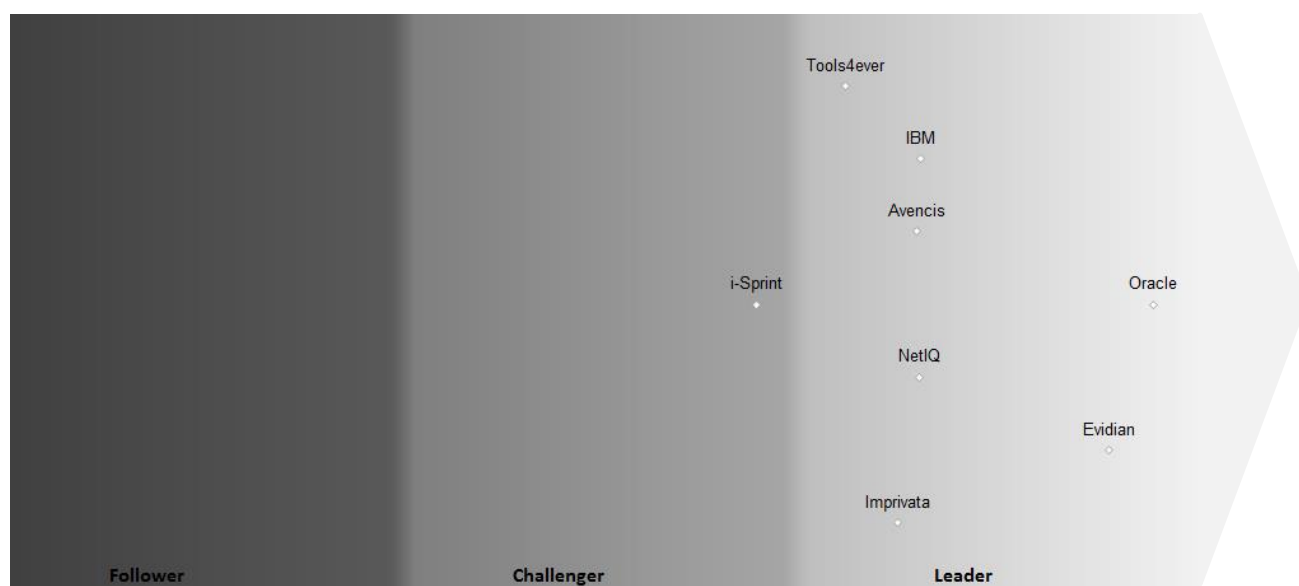 Tools4ever
IBM
Avencis
i-Sprint
Oracle
NetIQ
Evidian
Imprivata
Follower
Challenger
Leader